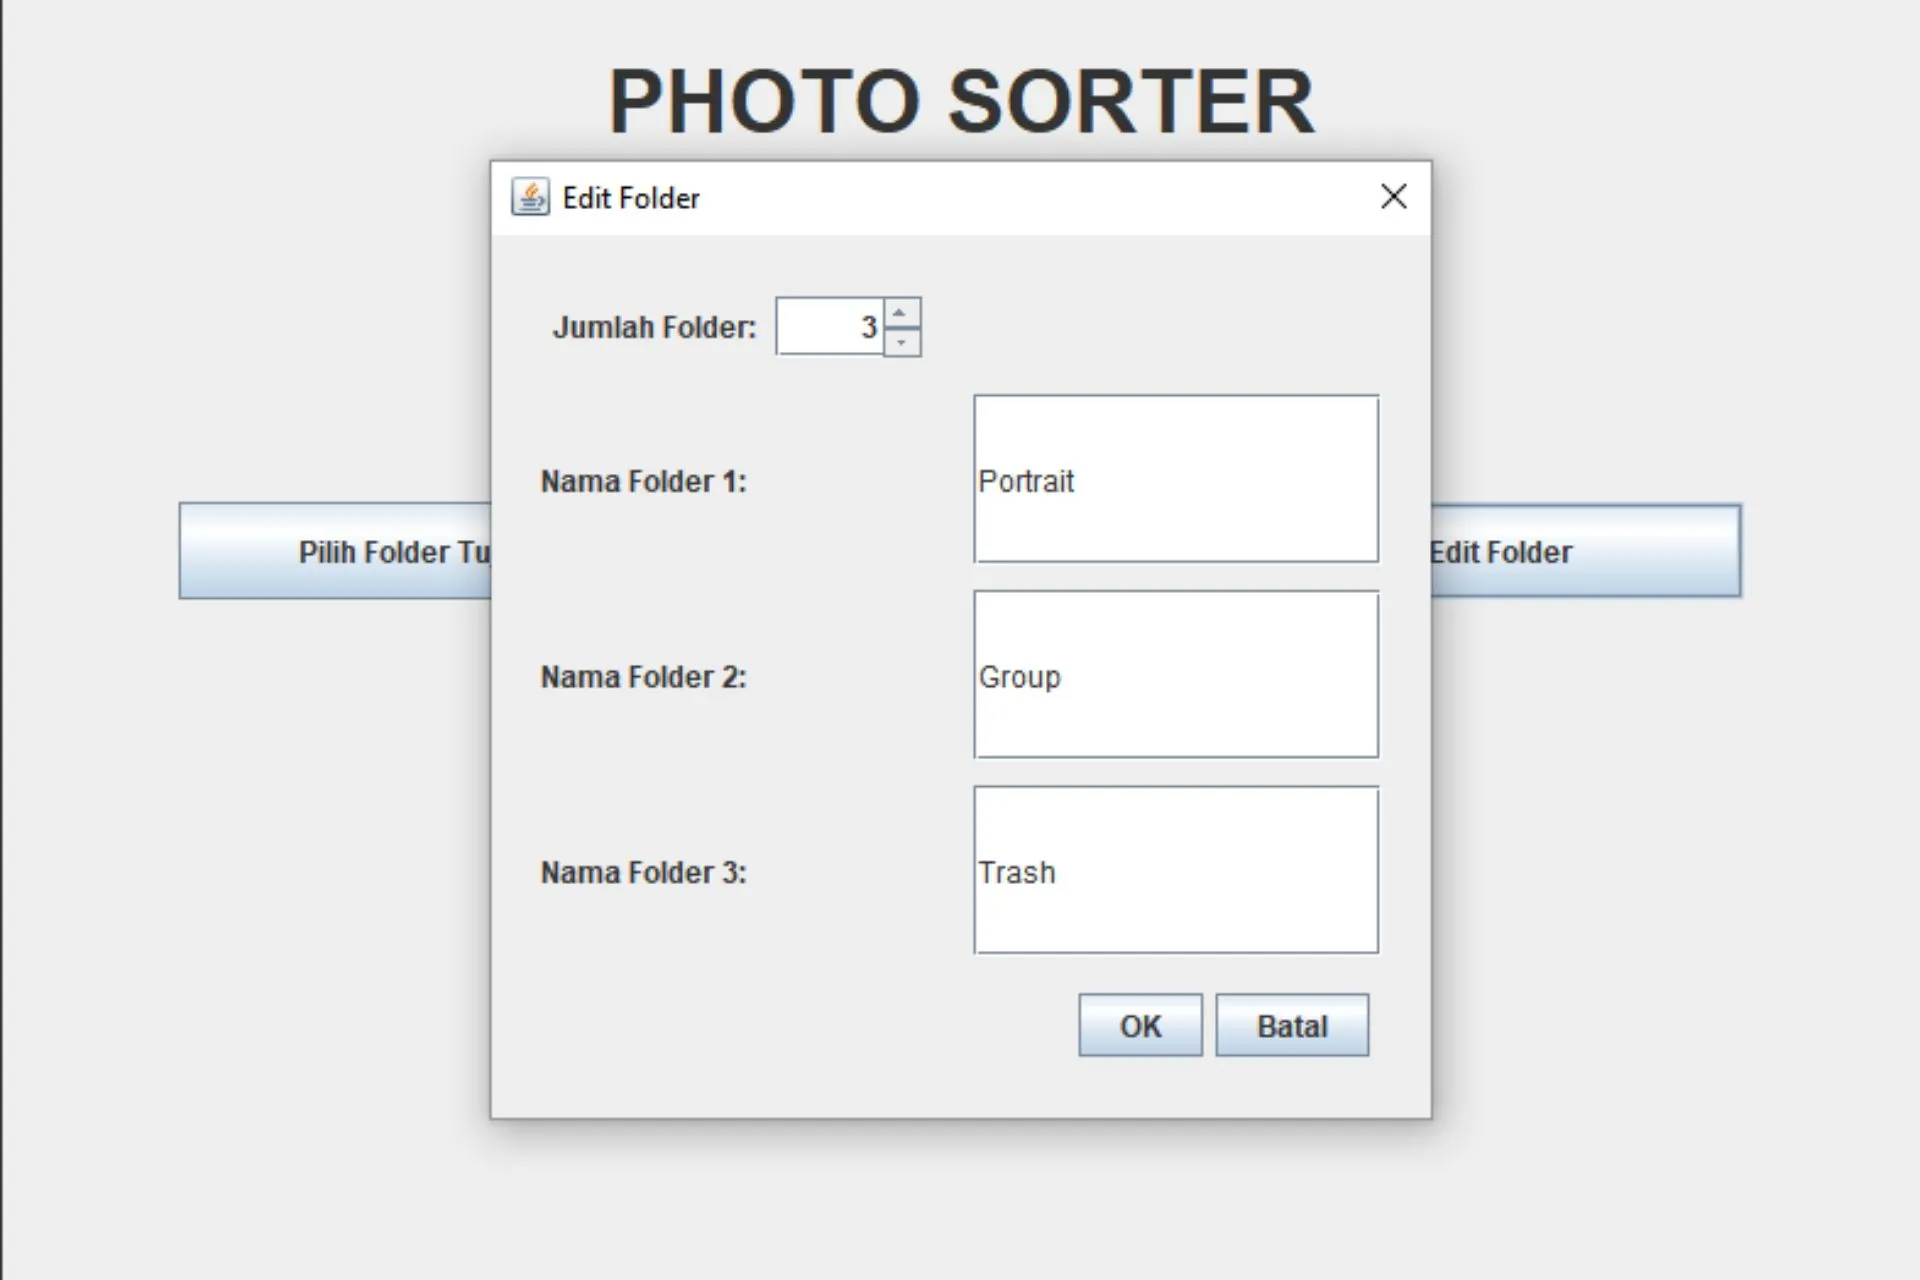 PHOTO SORTER
Edit Folder
Jumlah Folder: 3
Nama Folder 1: Portrait
Pilih Folder
Edit Folder
Nama Folder 2: Group
Nama Folder 3: Trash
OK Batal